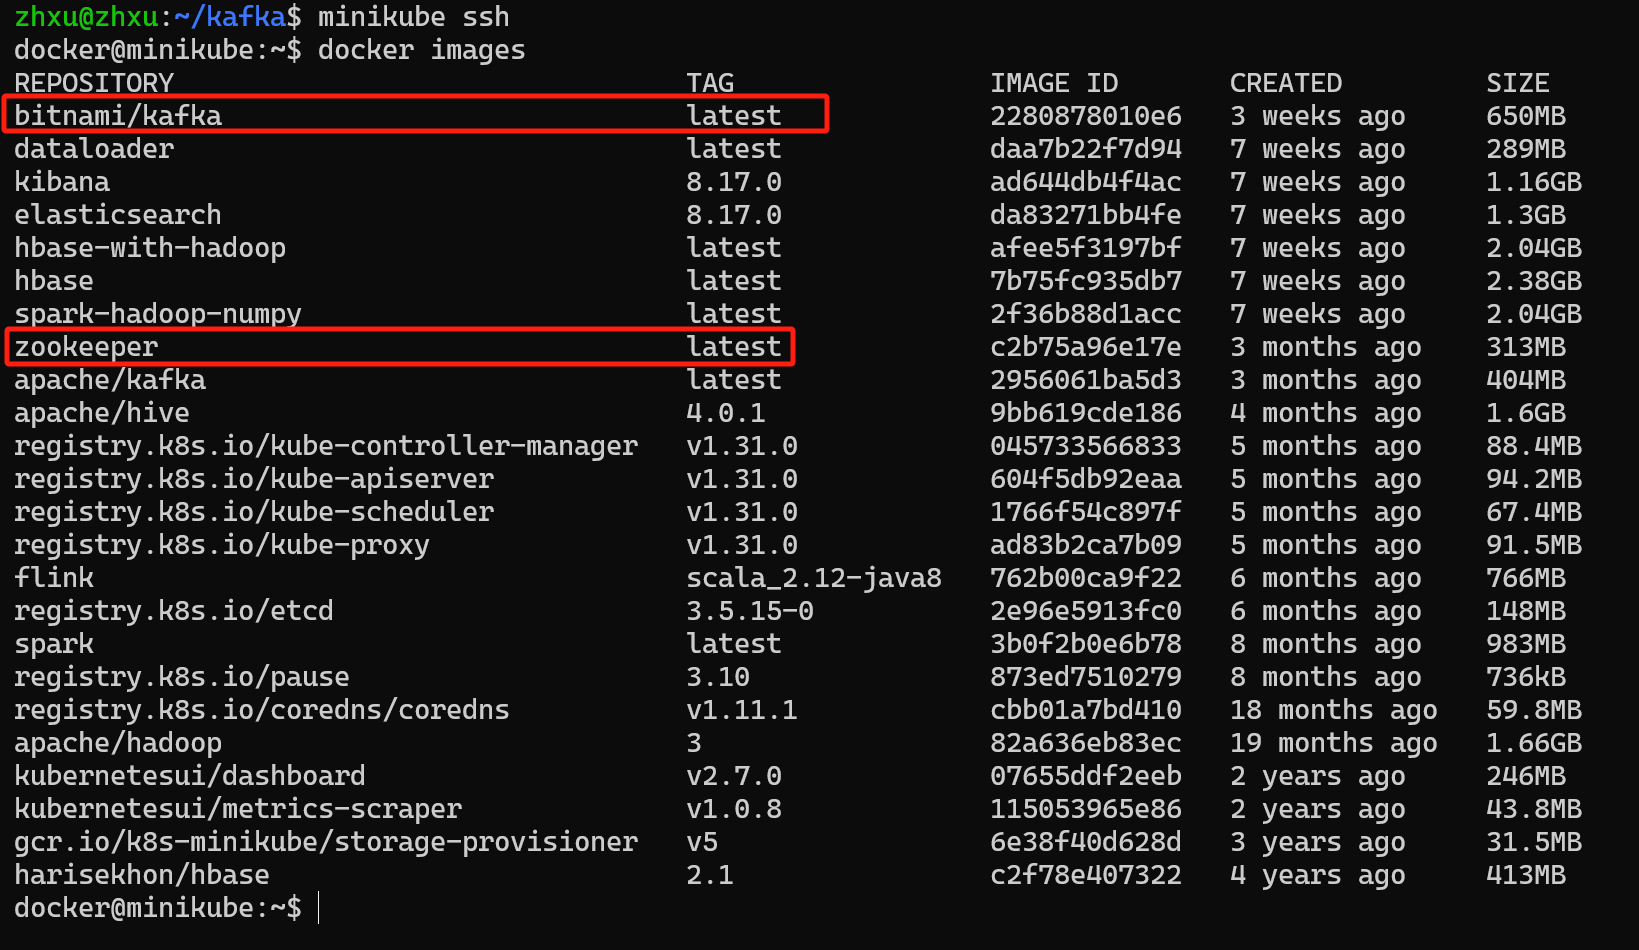 zhxu@zhxu:~/kafka$ minikube ssh
docker@minikube:~$ docker images
REPOSITORY TAG IMAGE ID CREATED SIZE
bitnami/kafka latest 2280878010e6 3 weeks ago 650MB
dataloader latest daa7b22f7d94 7 weeks ago 289MB
kibana 8.17.0 ad644db4f4ac 7 weeks ago 1.16GB
elasticsearch 8.17.0 da83271bb4fe 7 weeks ago 1.3GB
hbase-with-hadoop latest afee5f3197bf 7 weeks ago 2.04GB
hbase latest 7b75fc935db7 7 weeks ago 2.38GB
spark-hadoop-numpy latest 2f36b88d1acc 7 weeks ago 2.04GB
zookeeper latest c2b75a96e17e 3 months ago 313MB
apache/kafka latest 2956061ba5d3 3 months ago 404MB
apache/hive 4.0.1 9bb619cde186 4 months ago 1.6GB
registry.k8s.io/kube-controller-manager v1.31.0 045733566833 5 months ago 88.4MB
registry.k8s.io/kube-apiserver v1.31.0 604f5db92eaa 5 months ago 94.2MB
registry.k8s.io/kube-scheduler v1.31.0 1766f54c897f 5 months ago 67.4MB
registry.k8s.io/kube-proxy v1.31.0 ad83b2ca7b09 5 months ago 91.5MB
flink scala_2.12-java8 762b00ca9f22 6 months ago 766MB
registry.k8s.io/etcd 3.5.15-0 2e96e5913fc0 6 months ago 148MB
spark latest 3b0f2b0e6b78 8 months ago 983MB
registry.k8s.io/pause 3.10 873ed7510279 8 months ago 736kB
registry.k8s.io/coredns/coredns v1.11.1 cbb01a7bd410 18 months ago 59.8MB
apache/hadoop 3 82a636eb83ec 19 months ago 1.66GB
kubernetesui/dashboard v2.7.0 07655ddf2eeb 2 years ago 246MB
kubernetesui/metrics-scraper v1.0.8 115053965e86 2 years ago 43.8MB
gcr.io/k8s-minikube/storage-provisioner v5 6e38f40d628d 3 years ago 31.5MB
harisekhon/hbase 2.1 c2f78e407322 4 years ago 413MB
docker@minikube:~$